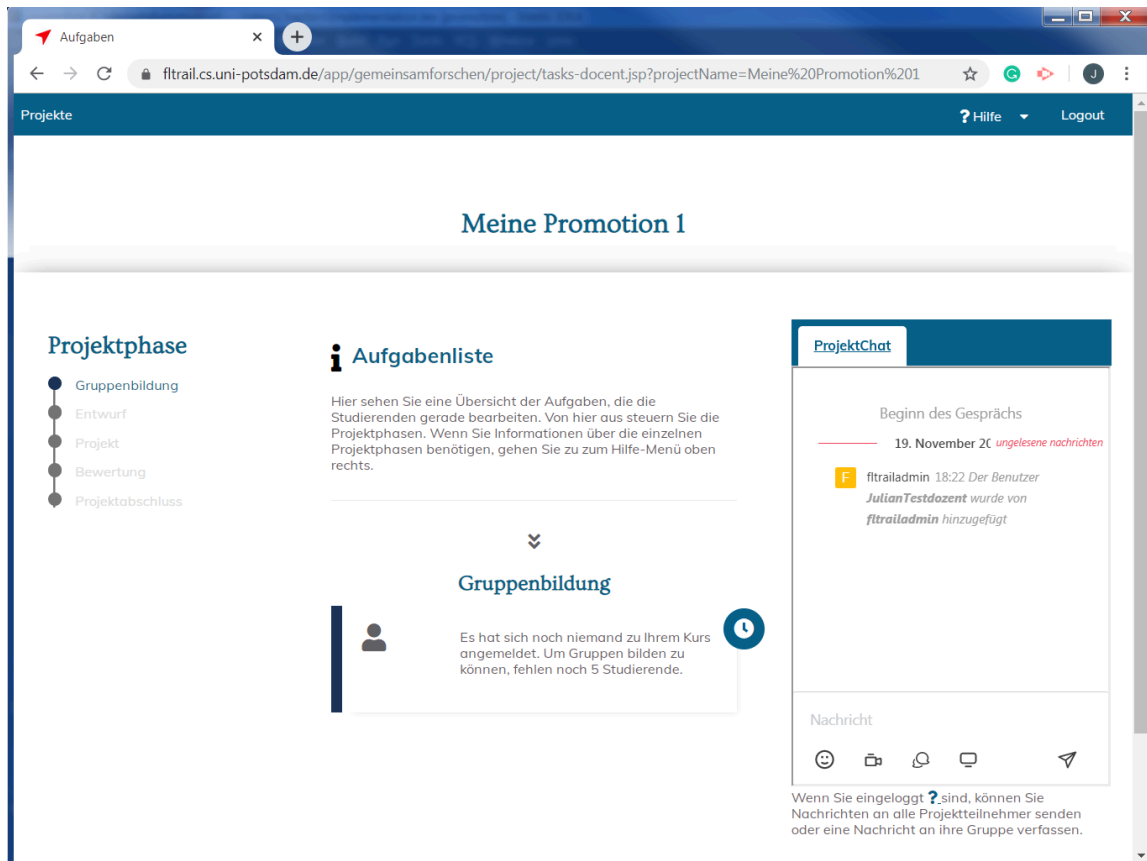 Aufgaben
fltrail.cs.uni-potsdam.de/app/gemeinsamforschen/project/tasks-docent.jsp?projectName=Meine%20Promotion%201
G
J
Projekte
? Hilfe
Logout
Meine Promotion 1
Projektphase
Gruppenbildung
Entwurf
Projekt
Bewertung
Projektabschluss
Aufgabenliste
Hier sehen Sie eine Übersicht der Aufgaben, die die
Studierenden gerade bearbeiten. Von hier aus steuern Sie die
Projektphasen. Wenn Sie Informationen über die einzelnen
Projektphasen benötigen, gehen Sie zu zum Hilfe-Menü oben
rechts.
Gruppenbildung
Es hat sich noch niemand zu Ihrem Kurs
angemeldet. Um Gruppen bilden zu
können, fehlen noch 5 Studierende.
ProjektChat
Beginn des Gesprächs
19. November 20 ungelesene nachrichten
F fltrailadmin 18:22 Der Benutzer
JulianTestdozent wurde von
fltrailadmin hinzugefügt
Nachricht
Wenn Sie eingeloggt ? sind, können Sie
Nachrichten an alle Projektteilnehmer senden
oder eine Nachricht an ihre Gruppe verfassen.